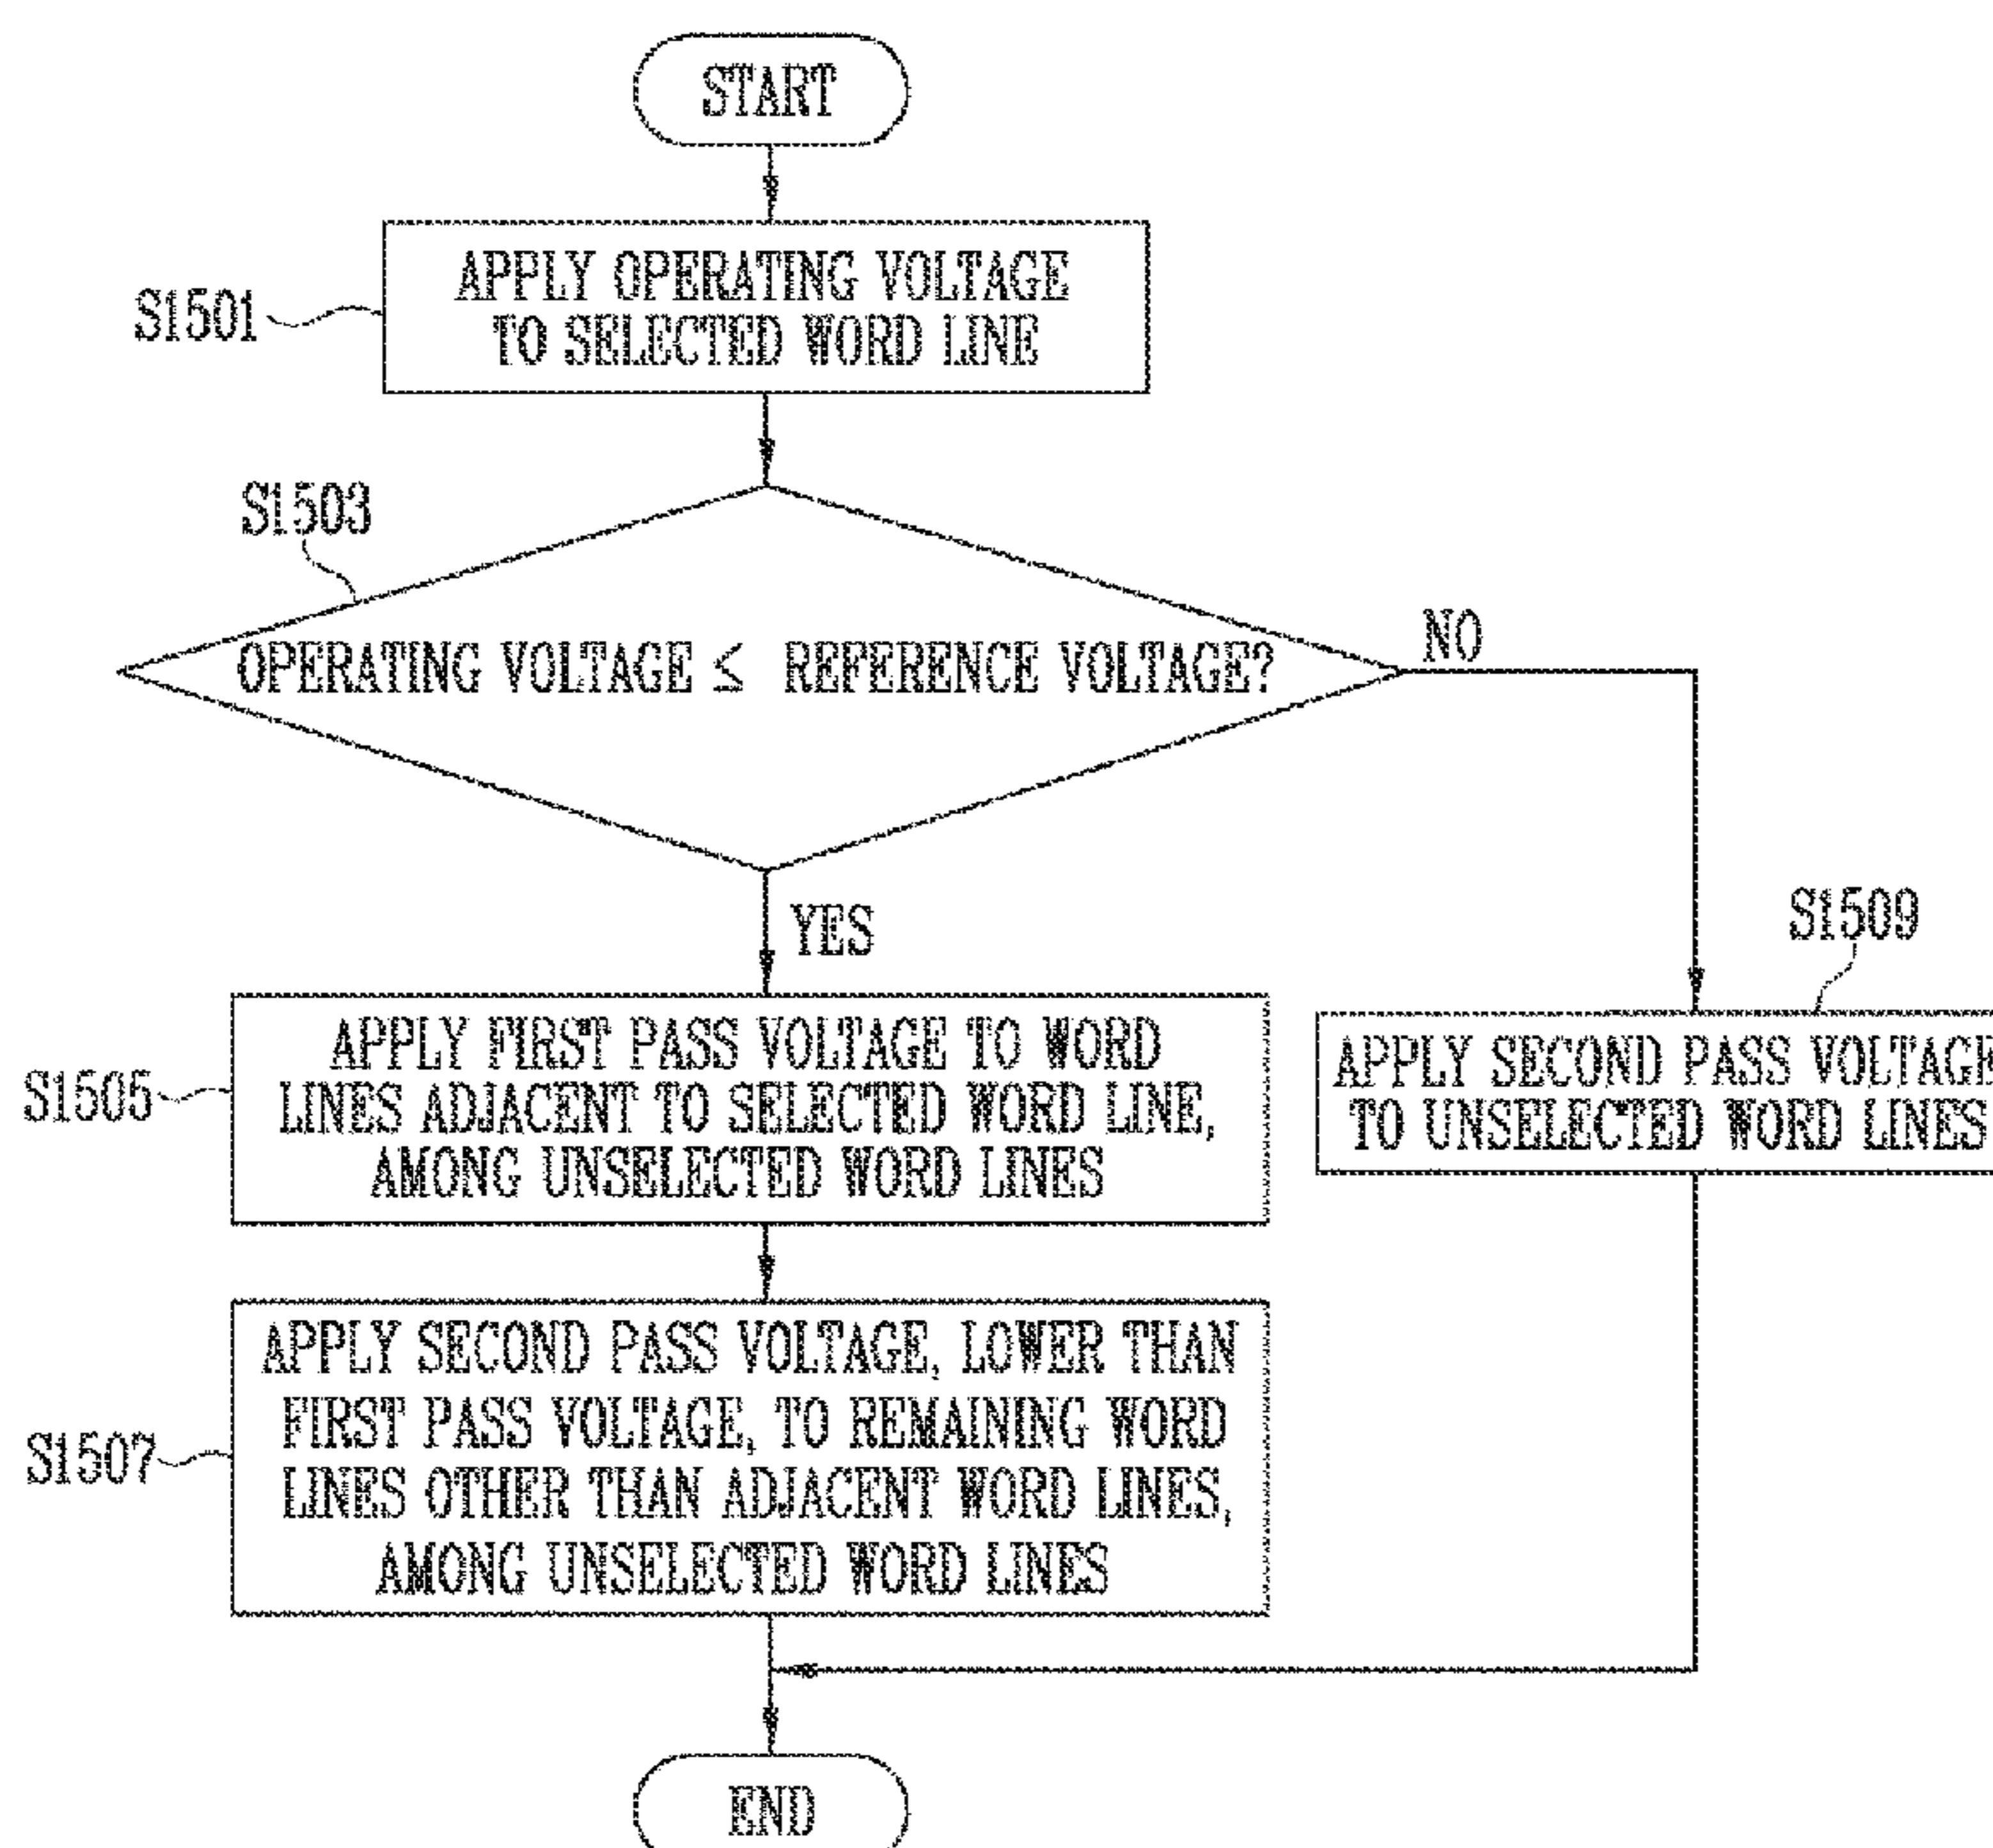 START
S1501
APPLY OPERATING VOLTAGE
TO SELECTED WORD LINE
S1503
OPERATING VOLTAGE ≤ REFERENCE VOLTAGE?
NO
YES
S1505
APPLY FIRST PASS VOLTAGE TO WORD
LINES ADJACENT TO SELECTED WORD LINE,
AMONG UNSELECTED WORD LINES
S1509
APPLY SECOND PASS VOLTAGE
TO UNSELECTED WORD LINES
S1507
APPLY SECOND PASS VOLTAGE, LOWER THAN
FIRST PASS VOLTAGE, TO REMAINING WORD
LINES OTHER THAN ADJACENT WORD LINES,
AMONG UNSELECTED WORD LINES
END